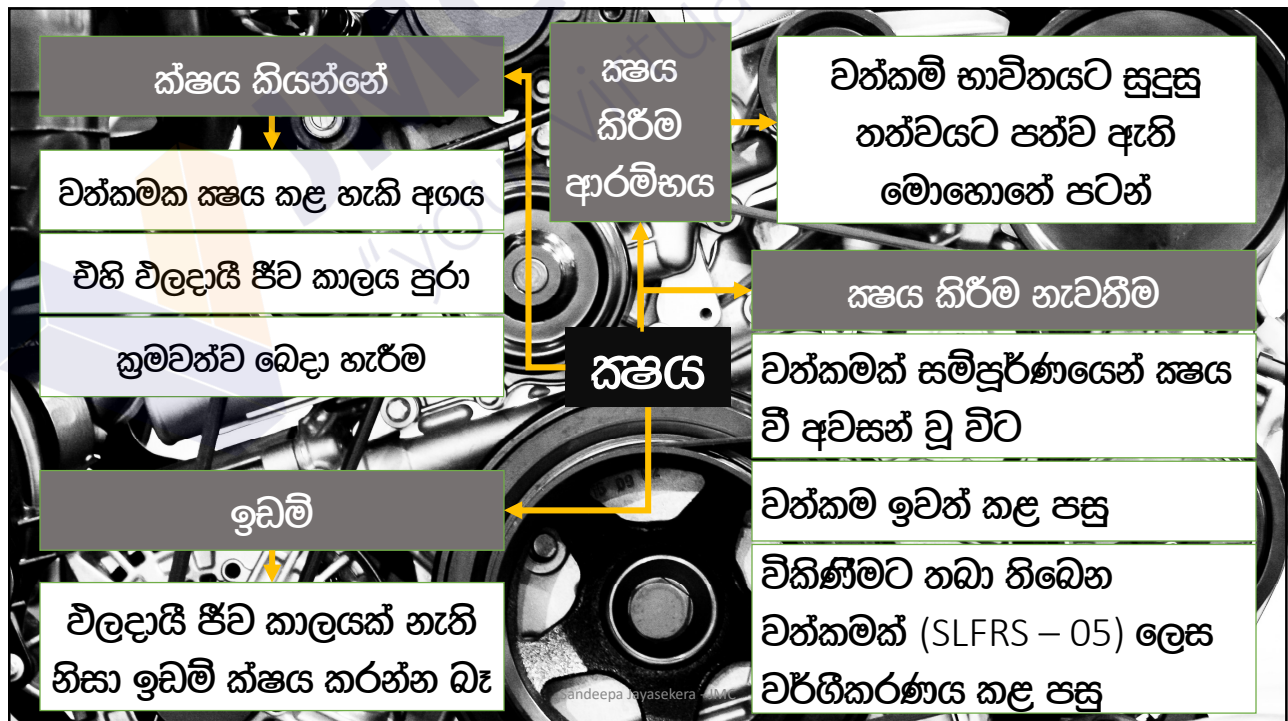 ක්ෂය කියන්නේ
වත්කමක ක්‍ෂය කළ හැකි අගය
එහි ඵලදායී ජීව කාලය පුරා
ක්‍රමවත්ව බෙදා හැරීම
ක්‍ෂය
කිරීම
ආරම්භය
වත්කම් භාවිතයට සුදුසු
තත්වයට පත්ව ඇති
මොහොතේ පටන්
ක්‍ෂය
ක්‍ෂය කිරීම නැවතීම
වත්කමක් සම්පූර්ණයෙන් ක්‍ෂය
වී අවසන් වූ විට
වත්කම ඉවත් කළ පසු
විකිණීමට තබා තිබෙන
වත්කමක් (SLFRS – 05) ලෙස
වර්ගීකරණය කළ පසු
ඉඩම්
ඵලදායී ජීව කාලයක් නැති
නිසා ඉඩම් ක්ෂය කරන්න බෑ
Sandeepa Jayasekera - JMC